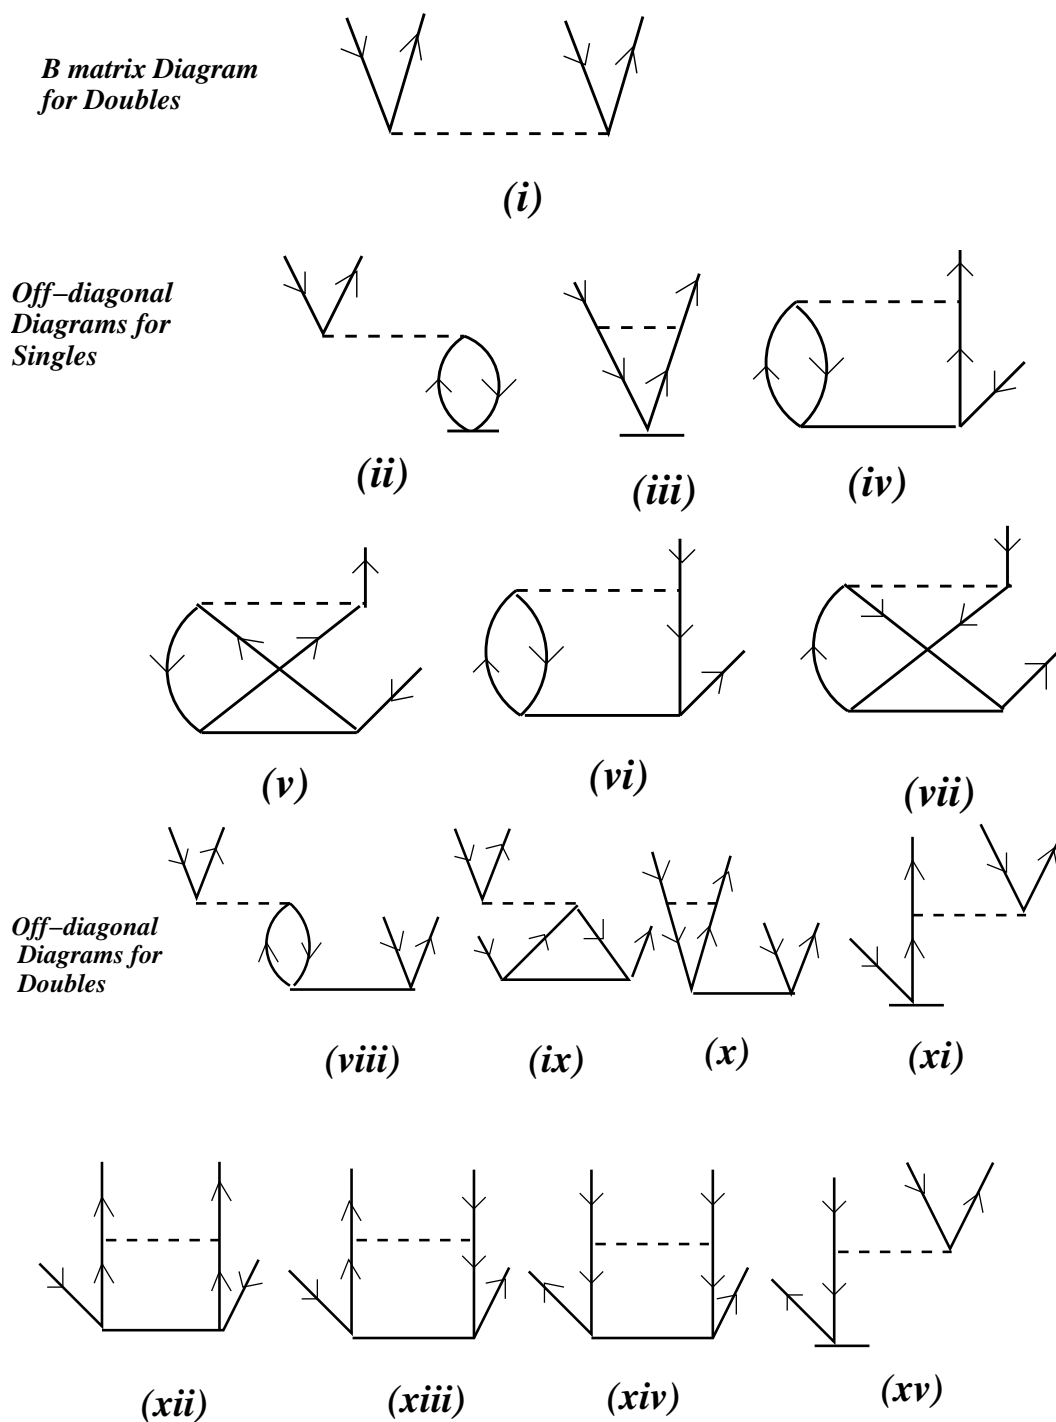 B matrix Diagram
for Doubles
(i)
Off–diagonal
Diagrams for
Singles
(ii)
(iii)
(iv)
(v)
(vi)
(vii)
Off–diagonal
Diagrams for
Doubles
(viii)
(ix)
(x)
(xi)
(xii)
(xiii)
(xiv)
(xv)